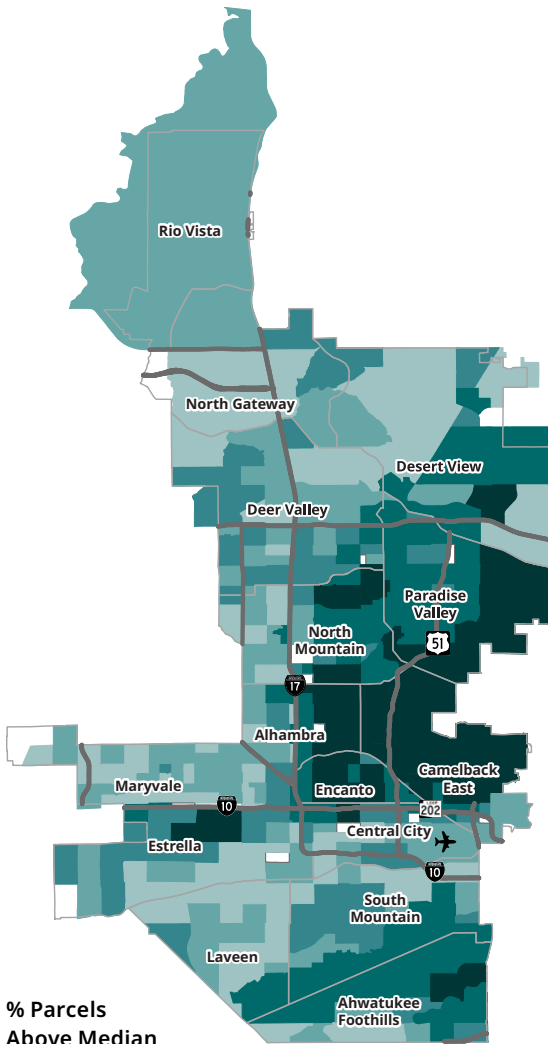 Rio Vista
North Gateway
Desert View
Deer Valley
Paradise
Valley
51
North
Mountain
17
Alhambra
Camelback
East
Maryvale
Encanto
10
202
Central City
Estrella
10
South
Mountain
Laveen
Ahwatukee
Foothills
% Parcels
Above Median